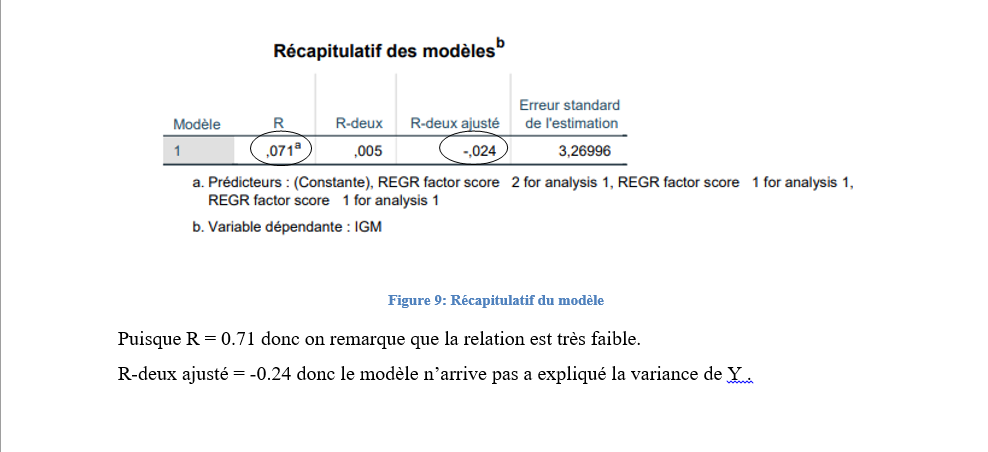 Récapitulatif des modèlesᵇ
Erreur standard
Modèle R R-deux R-deux ajusté de l'estimation
1 ,071ᵃ ,005 -,024 3,26996
a. Prédicteurs : (Constante), REGR factor score 2 for analysis 1, REGR factor score 1 for analysis 1,
REGR factor score 1 for analysis 1
b. Variable dépendante : IGM
Figure 9: Récapitulatif du modèle
Puisque R = 0.71 donc on remarque que la relation est très faible.
R-deux ajusté = -0.24 donc le modèle n’arrive pas a expliqué la variance de Y .